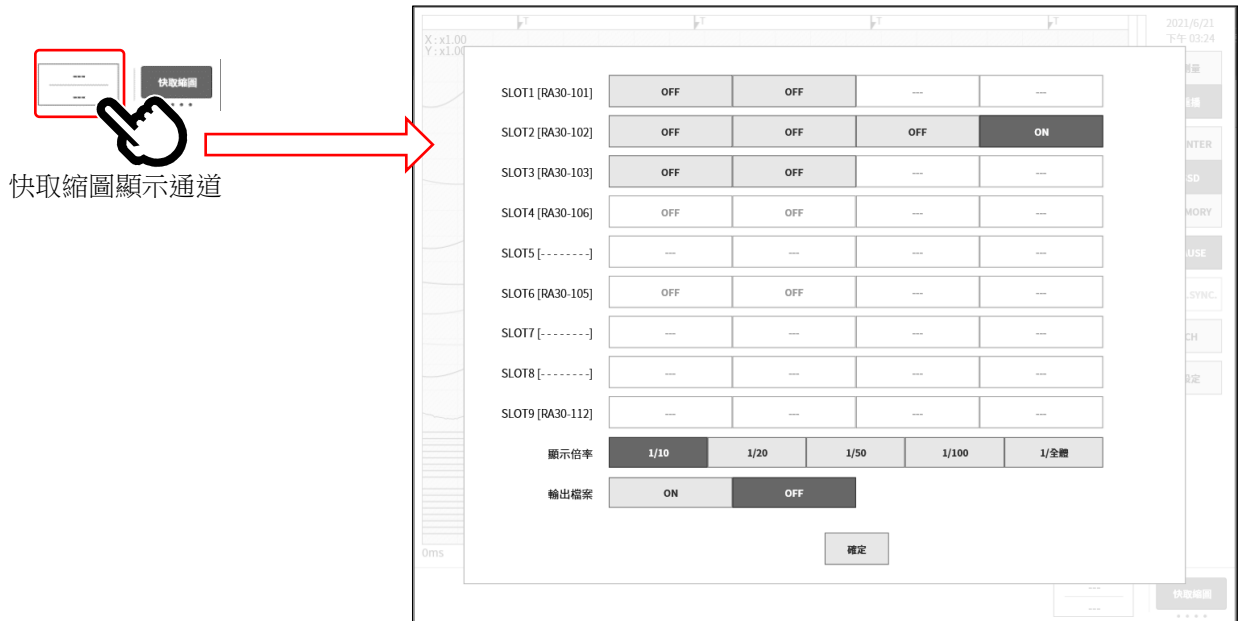 T T T T 2021/6/21
X : x1.00 下午 03:24
Y : x1.00
---
---
快取縮圖
快取縮圖顯示通道
SLOT1 [RA30-101] OFF OFF --- ---
SLOT2 [RA30-102] OFF OFF OFF ON
SLOT3 [RA30-103] OFF OFF --- ---
SLOT4 [RA30-106] OFF OFF --- ---
SLOT5 [--------] --- --- --- ---
SLOT6 [RA30-105] OFF OFF --- ---
SLOT7 [--------] --- --- --- ---
SLOT8 [--------] --- --- --- ---
SLOT9 [RA30-112] --- --- --- ---
顯示倍率 1/10 1/20 1/50 1/100 1/全體
輸出檔案 ON OFF
確定
0ms
---
---
快取縮圖